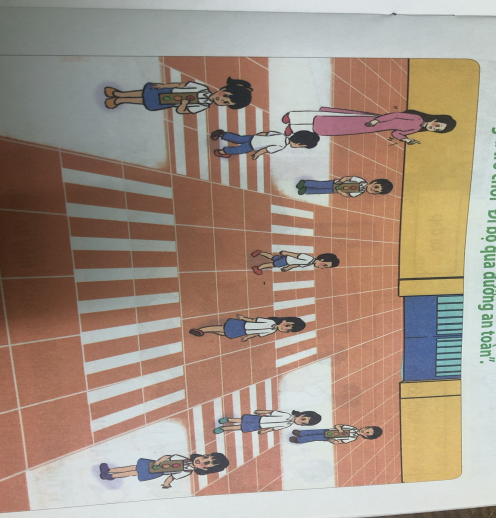 chơi "Đi bộ qua đường an toàn".